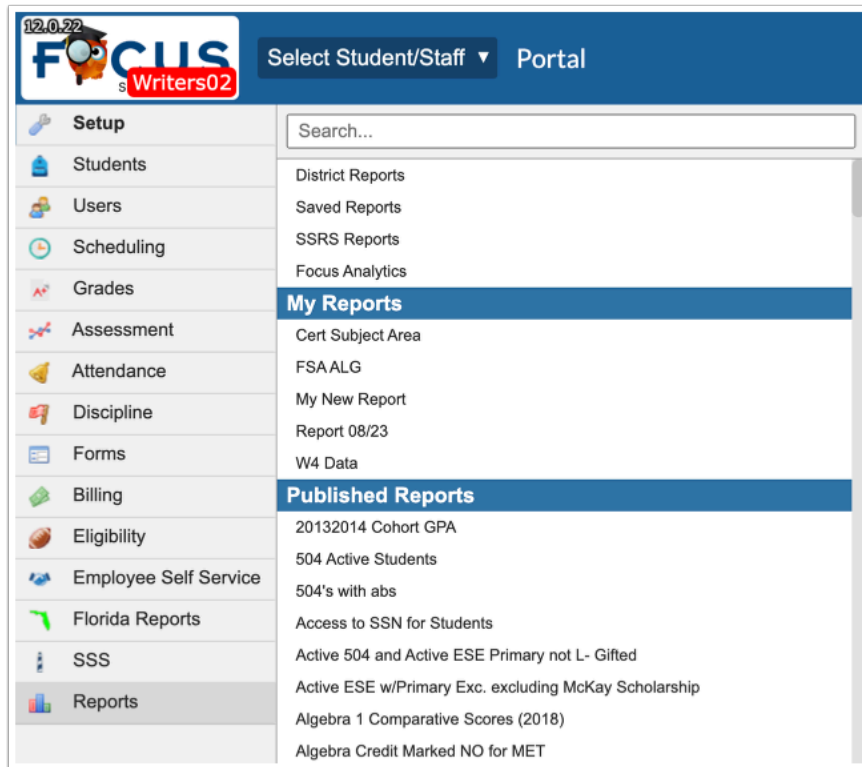 12.0.22
FOCUS
S
Writers02
Select Student/Staff ▼
Portal
Setup
Students
Users
Scheduling
Grades
Assessment
Attendance
Discipline
Forms
Billing
Eligibility
Employee Self Service
Florida Reports
SSS
Reports
Search...
District Reports
Saved Reports
SSRS Reports
Focus Analytics
My Reports
Cert Subject Area
FSA ALG
My New Report
Report 08/23
W4 Data
Published Reports
20132014 Cohort GPA
504 Active Students
504's with abs
Access to SSN for Students
Active 504 and Active ESE Primary not L- Gifted
Active ESE w/Primary Exc. excluding McKay Scholarship
Algebra 1 Comparative Scores (2018)
Algebra Credit Marked NO for MET